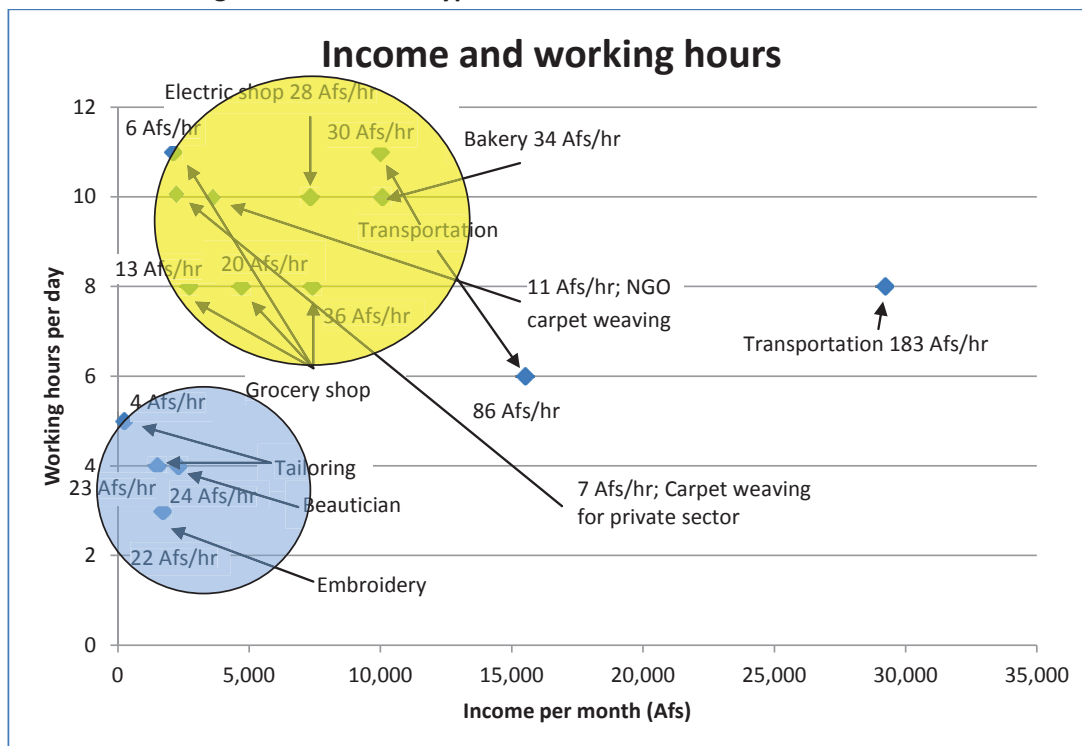 Income and working hours
Electric shop 28 Afs/hr
12
6 Afs/hr
30 Afs/hr
Bakery 34 Afs/hr
10
Transportation
13 Afs/hr
20 Afs/hr
8
11 Afs/hr; NGO
carpet weaving
36 Afs/hr
Transportation 183 Afs/hr
6
Grocery shop
86 Afs/hr
4 Afs/hr
4
Tailoring
23 Afs/hr
24 Afs/hr
Beautician
7 Afs/hr; Carpet weaving
for private sector
2
22 Afs/hr
Embroidery
0
Working hours per day
0
5,000
10,000
15,000
20,000
25,000
30,000
35,000
Income per month (Afs)